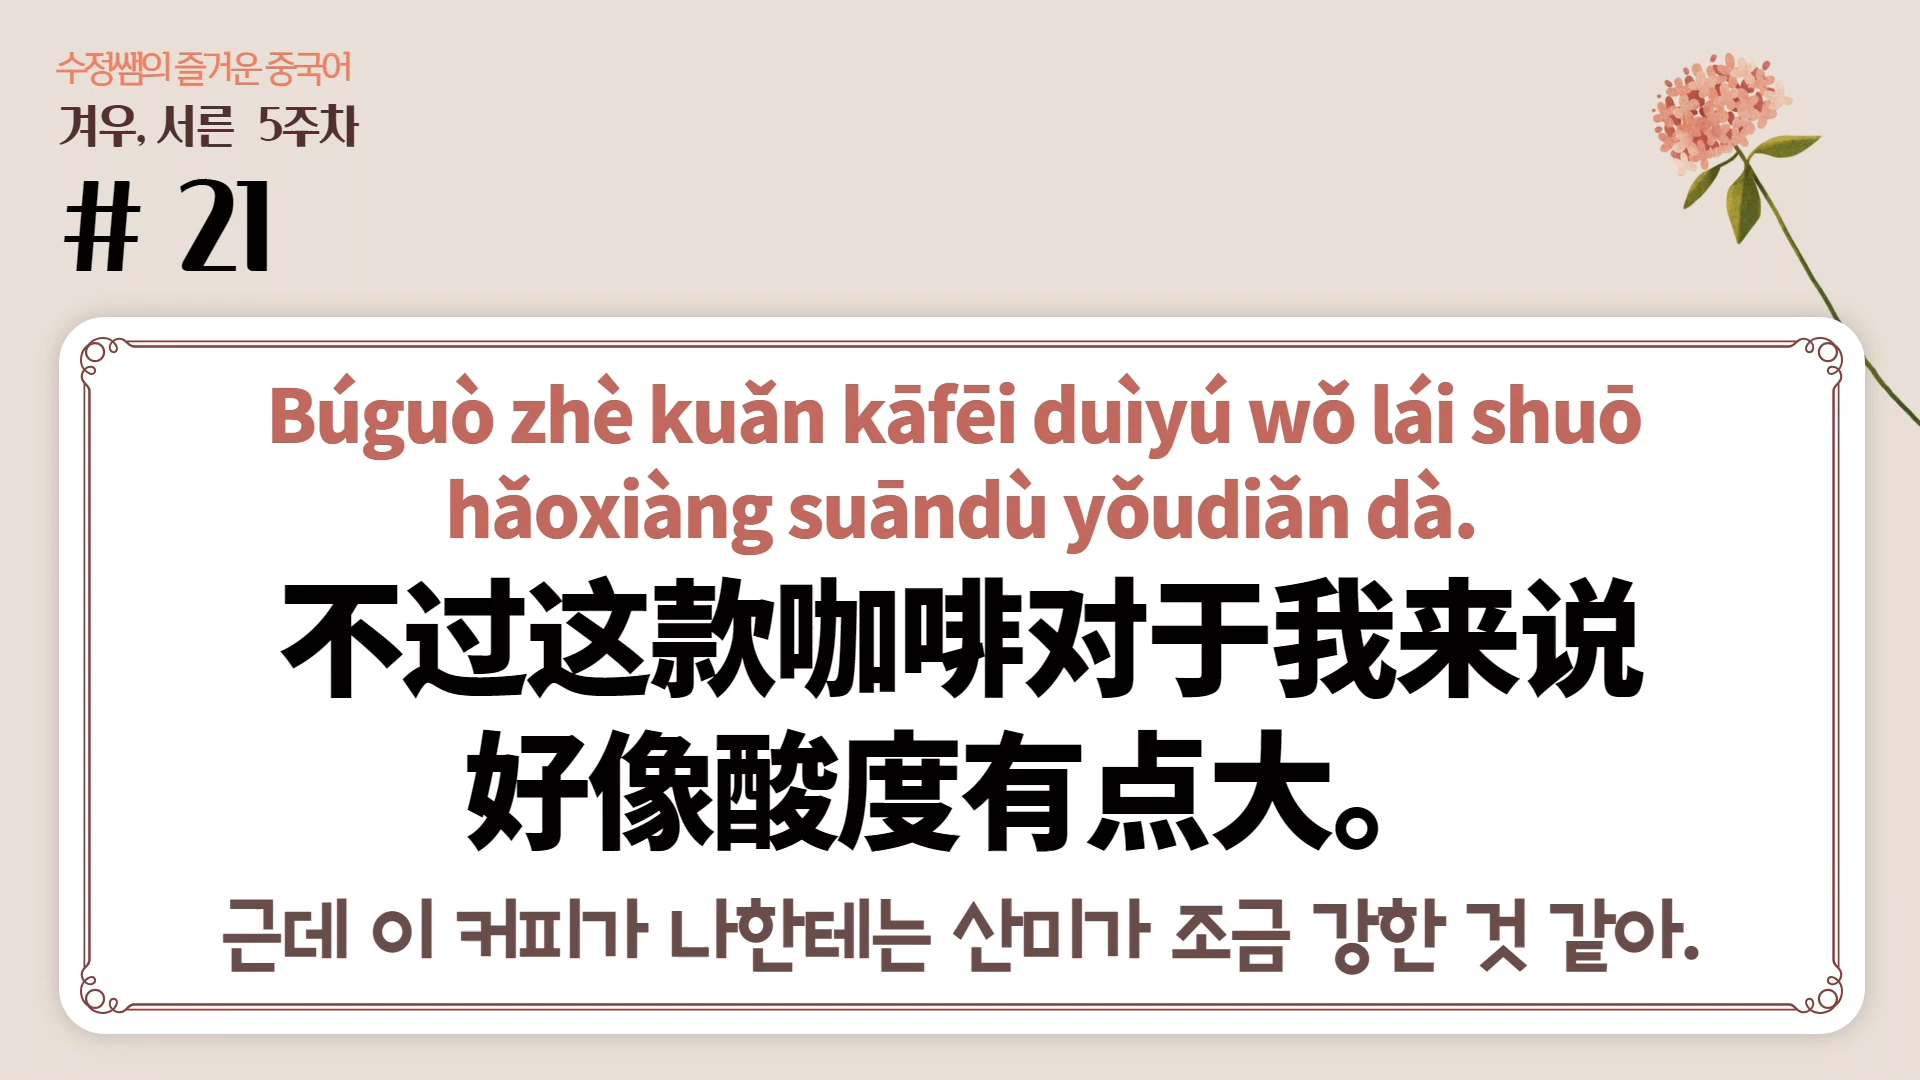 수정쌤의 즐거운 중국어
겨우, 서른 5주차
# 21
Búguò zhè kuǎn kāfēi duìyú wǒ lái shuō
hǎoxiàng suāndù yǒudiǎn dà.
不过这款咖啡对于我来说
好像酸度有点大。
근데 이 커피가 나한테는 산미가 조금 강한 것 같아.